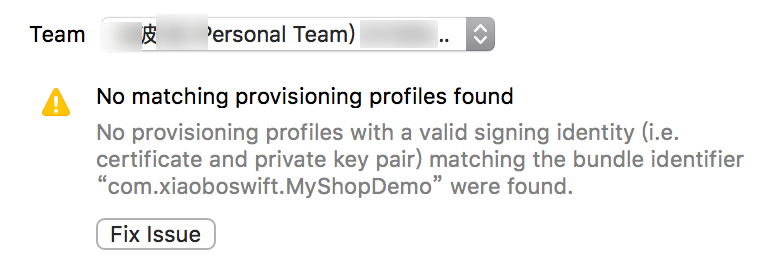 Team 波 Personal Team) ..
No matching provisioning profiles found
No provisioning profiles with a valid signing identity (i.e.
certificate and private key pair) matching the bundle identifier
“com.xiaoboswift.MyShopDemo” were found.
Fix Issue